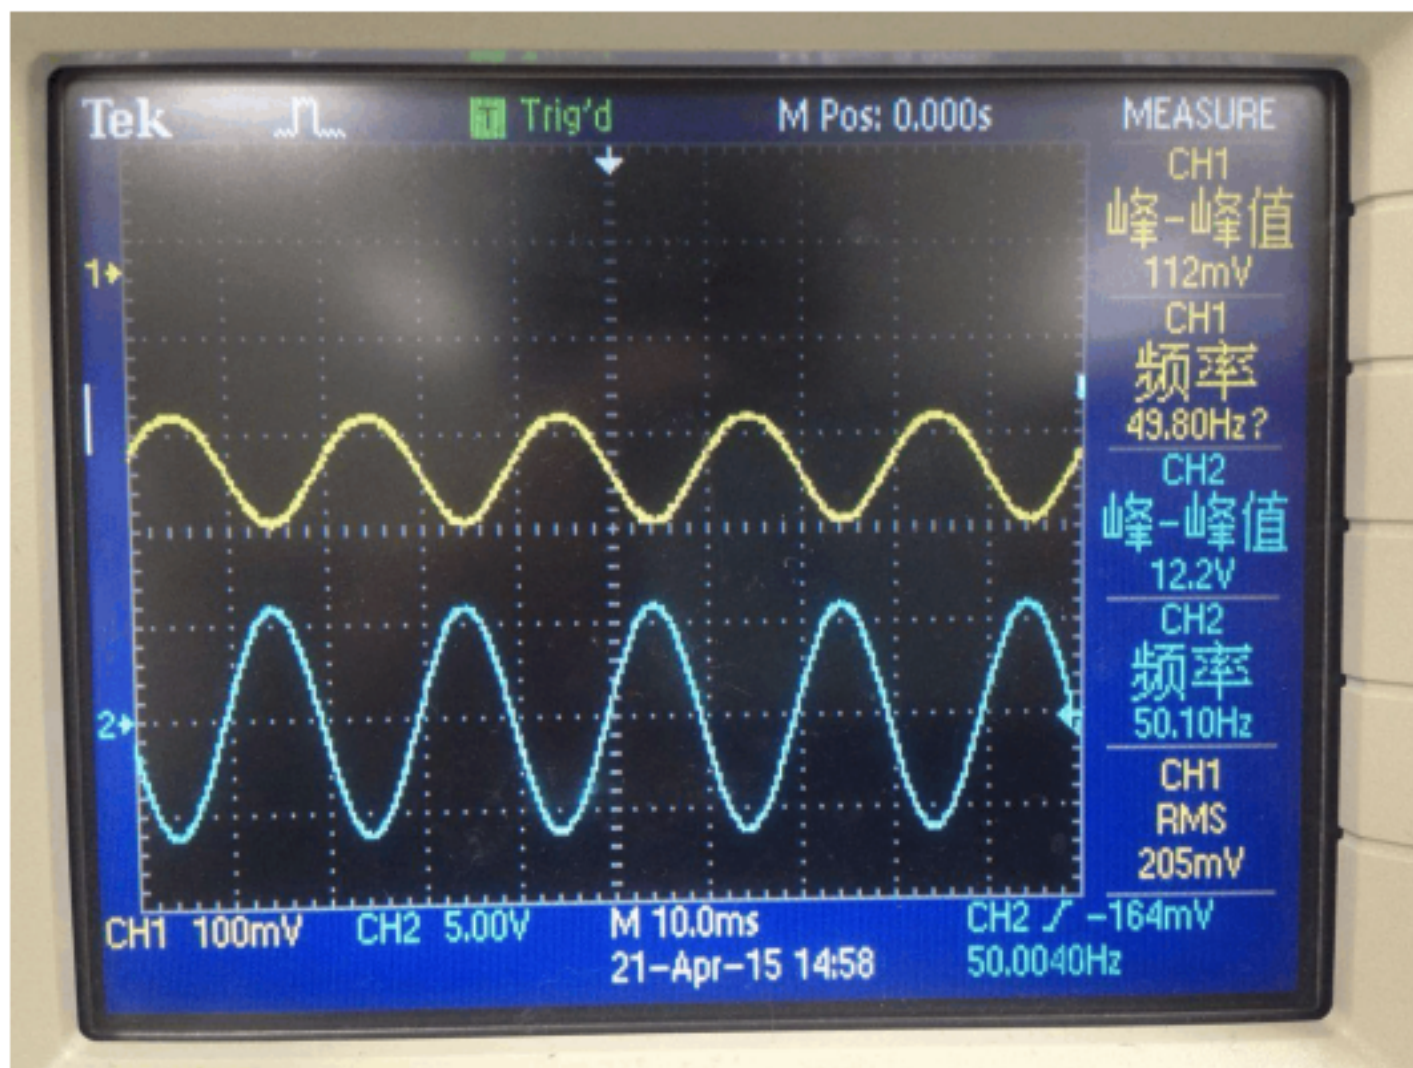 Tek
Trig'd
M Pos: 0.000s
MEASURE
CH1
峰-峰值
112mV
CH1
频率
49.80Hz?
CH2
峰-峰值
12.2V
CH2
频率
50.10Hz
CH1
RMS
205mV
1
2
CH1 100mV
CH2 5.00V
M 10.0ms
CH2 -164mV
21-Apr-15 14:58
50.0040Hz